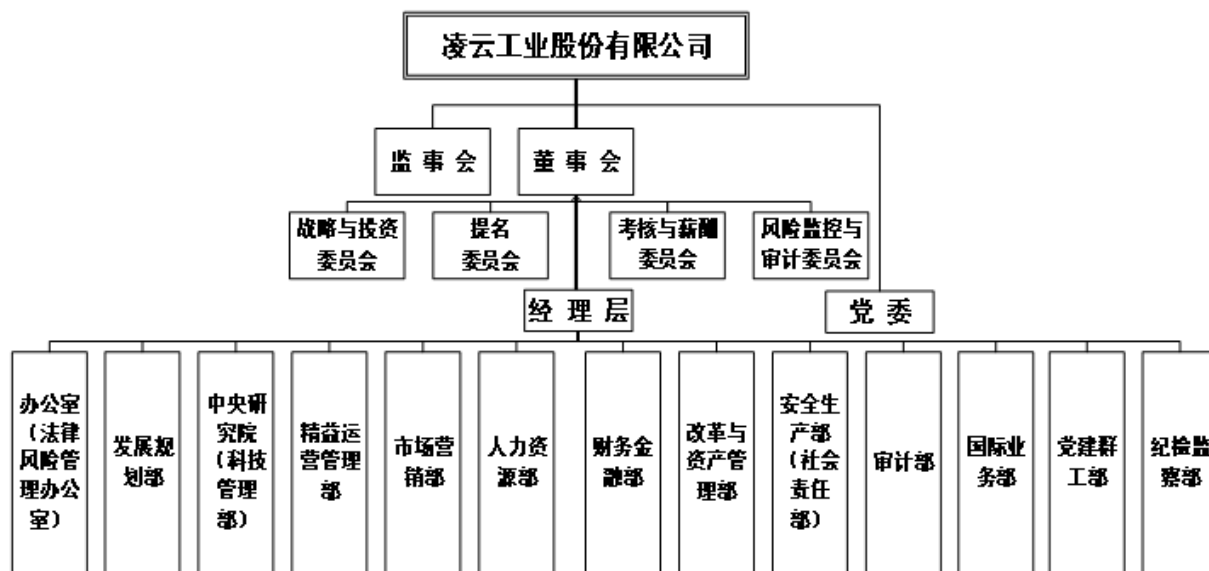 凌云工业股份有限公司
监事会
董事会
战略与投资
委员会
提名
委员会
考核与薪酬
委员会
风险监控与
审计委员会
经理层
党委
办公室
（法律
风险管
理办公
室）
发展规
划部
中央研
究院
（科技
管理
部）
精益运
营管理
部
市场营
销部
人力资
源部
财务金
融部
改革与
资产管
理部
安全生
产部
（社会
责任
部）
审计部
国际业
务部
党建群
工部
纪检监
察部